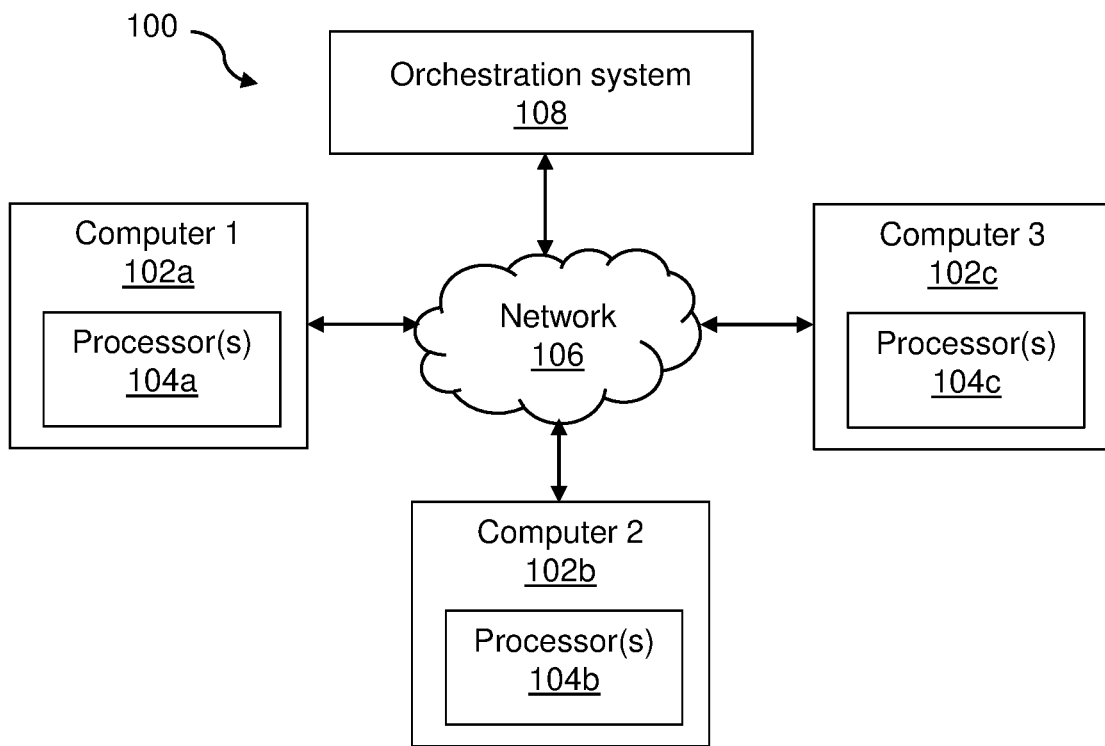 100
Orchestration system
108
Computer 1
102a
Processor(s)
104a
Network
106
Computer 3
102c
Processor(s)
104c
Computer 2
102b
Processor(s)
104b